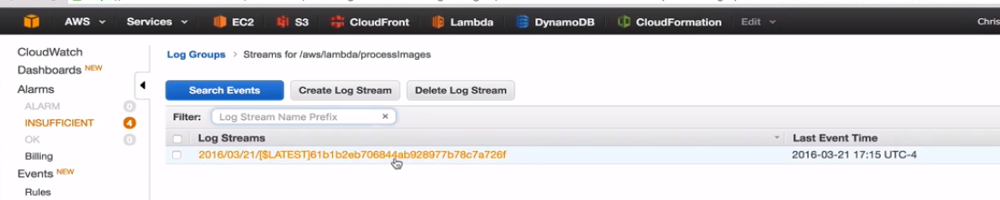 AWS Services EC2 S3 CloudFront Lambda DynamoDB CloudFormation Edit Chris
CloudWatch
Dashboards NEW
Alarms
ALARM 0
INSUFFICIENT 4
OK 0
Billing
Events NEW
Rules
Log Groups > Streams for /aws/lambda/processImages
Search Events Create Log Stream Delete Log Stream
Filter: Log Stream Name Prefix ×
Log Streams Last Event Time
2016/03/21/[$LATEST]61b1b2eb706844ab928977b78c7a726f 2016-03-21 17:15 UTC-4